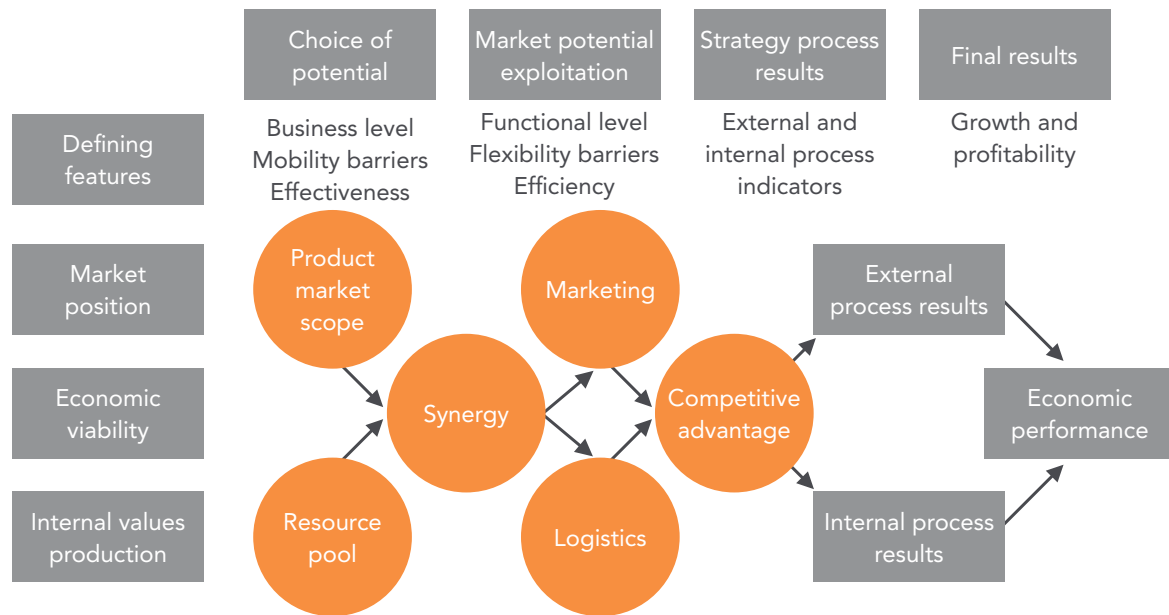 Choice of
potential
Market potential
exploitation
Strategy process
results
Final results
Defining
features
Business level
Mobility barriers
Effectiveness
Functional level
Flexibility barriers
Efficiency
External and
internal process
indicators
Growth and
profitability
Market
position
Product
market
scope
Marketing
External
process results
Economic
viability
Synergy
Competitive
advantage
Economic
performance
Internal values
production
Resource
pool
Logistics
Internal process
results